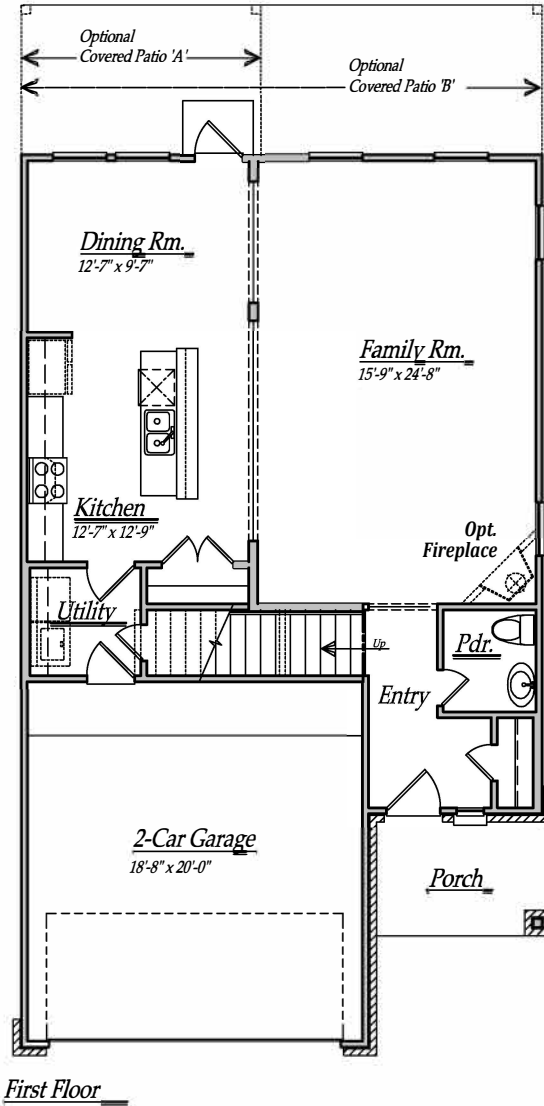 Optional
Covered Patio 'A'
Optional
Covered Patio 'B'
Dining Rm.
12'-7" x 9'-7"
Family Rm.
15'-9" x 24'-8"
Kitchen
12'-7" x 12'-9"
Opt.
Fireplace
Utility
Up
Pdr.
Entry
2-Car Garage
18'-8" x 20'-0"
Porch
First Floor